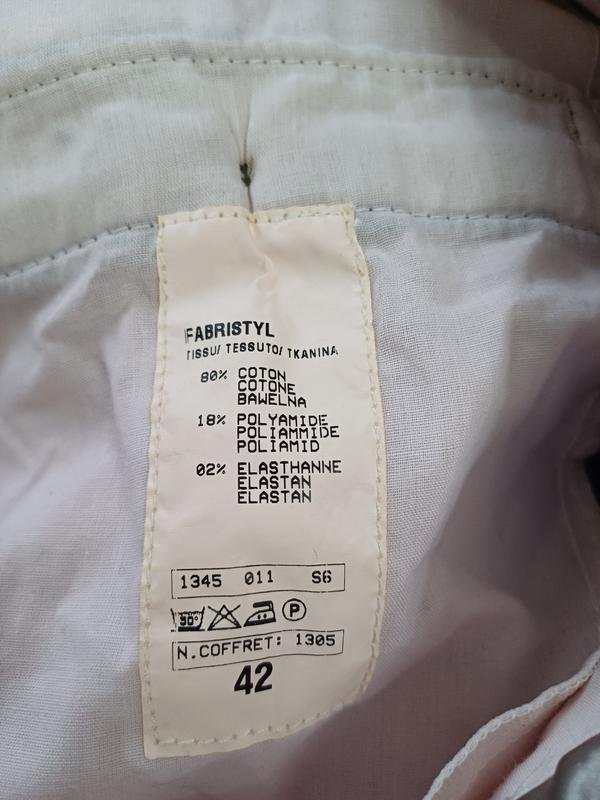 FABRISTYL
TISSU/ TESSUTO/ TKANINA
80% COTON
COTONE
BAWELNA
18% POLYAMIDE
POLIAMMIDE
POLIAMID
02% ELASTHANNE
ELASTAN
ELASTAN
1345 011 S6
30° P
N.COFFRET: 1305
42